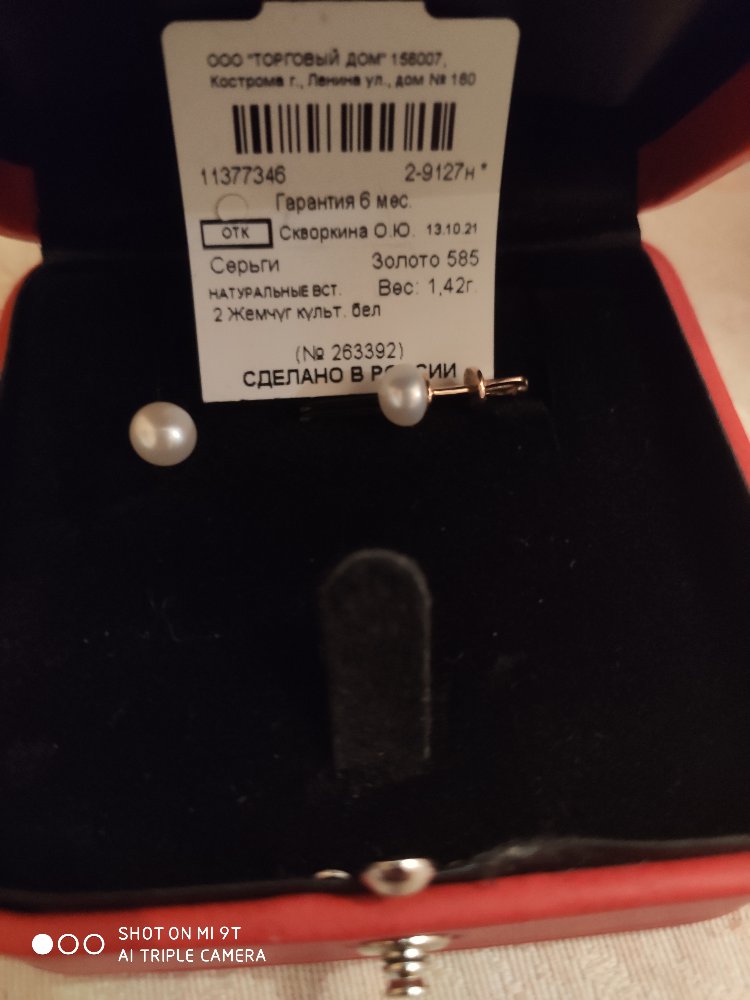 ООО "ТОРГОВЫЙ ДОМ" 156007,
Кострома г., Ленина ул., дом № 160
11377346 2-9127н*
Гарантия 6 мес.
ОТК Скворкина О.Ю. 13.10.21
Серьги Золото 585
НАТУРАЛЬНЫЕ ВСТ. Вес: 1,42г.
2 Жемчуг культ. бел
(№ 263392)
СДЕЛАНО В РОССИИ
SHOT ON MI 9T
AI TRIPLE CAMERA